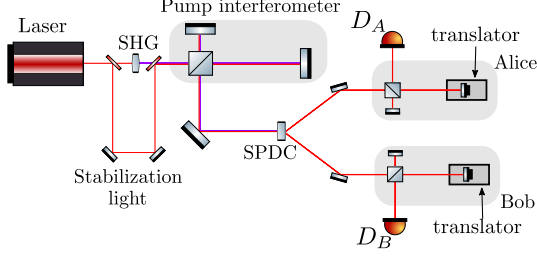 Pump interferometer
Laser
SHG
D_A
translator
Alice
Stabilization
light
SPDC
Bob
translator
D_B